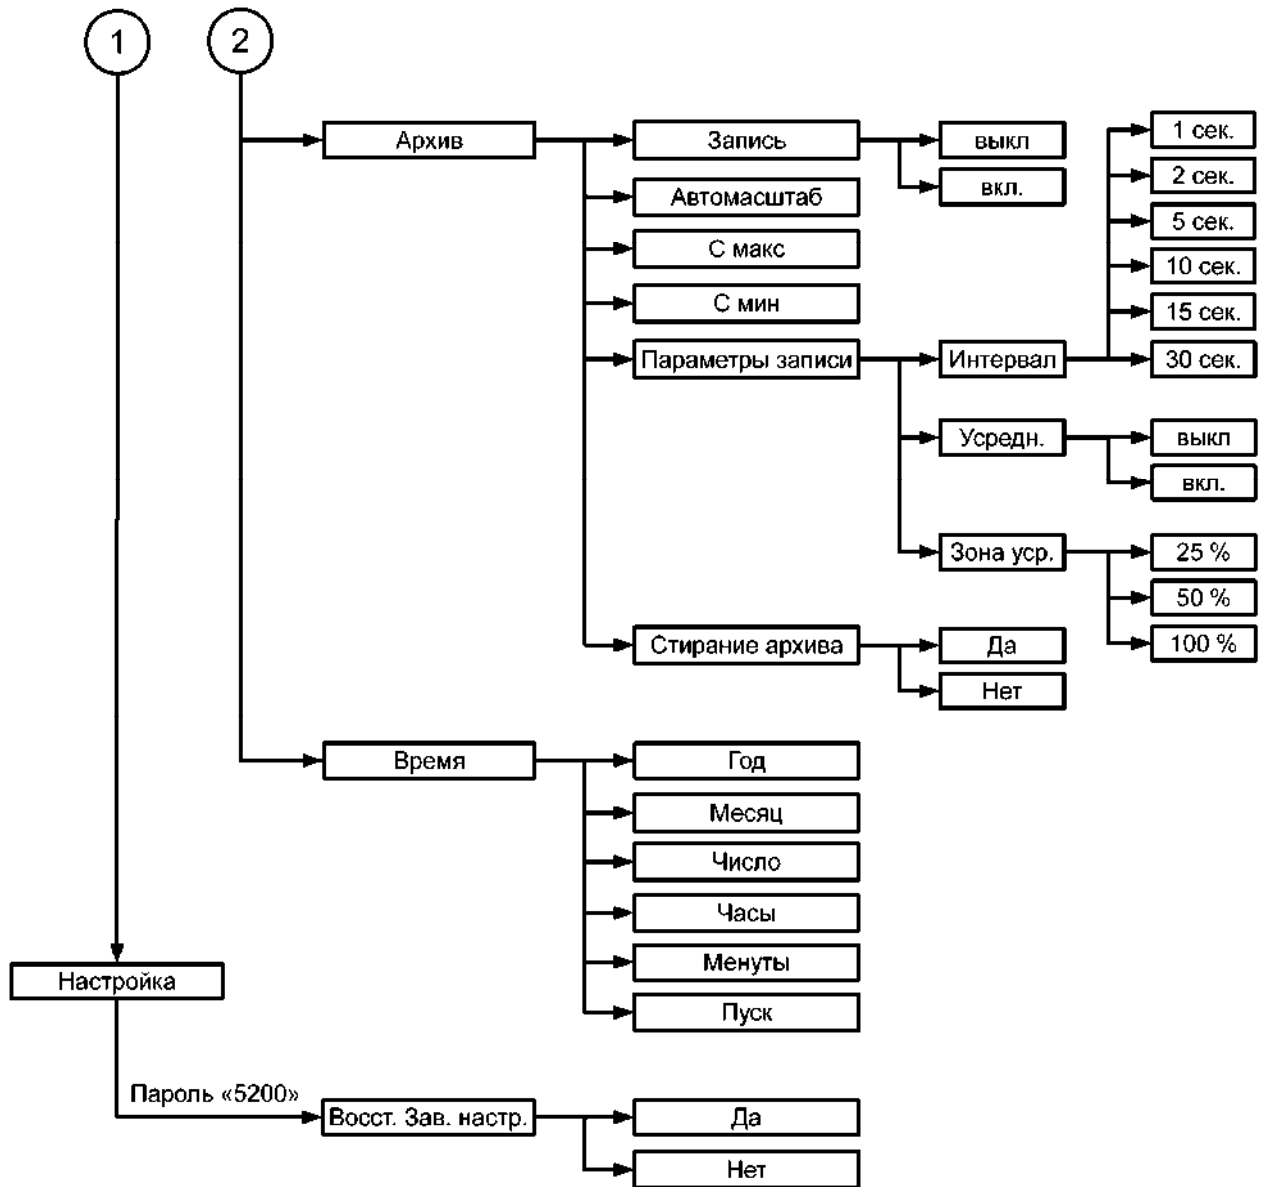 1
2
Архив
Запись
выкл
1 сек.
2 сек.
вкл.
Автомасштаб
5 сек.
С макс
10 сек.
С мин
15 сек.
Параметры записи
Интервал
30 сек.
Усредн.
выкл
вкл.
Зона уср.
25 %
50 %
Стирание архива
Да
100 %
Нет
Время
Год
Месяц
Число
Часы
Менуты
Настройка
Пуск
Пароль «5200»
Восст. Зав. настр.
Да
Нет